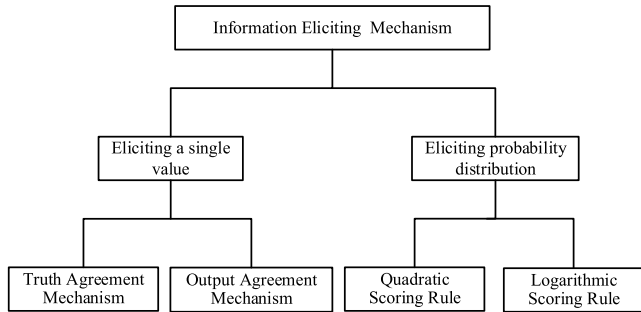 Information Eliciting Mechanism
Eliciting a single
value
Eliciting probability
distribution
Truth Agreement
Mechanism
Output Agreement
Mechanism
Quadratic
Scoring Rule
Logarithmic
Scoring Rule